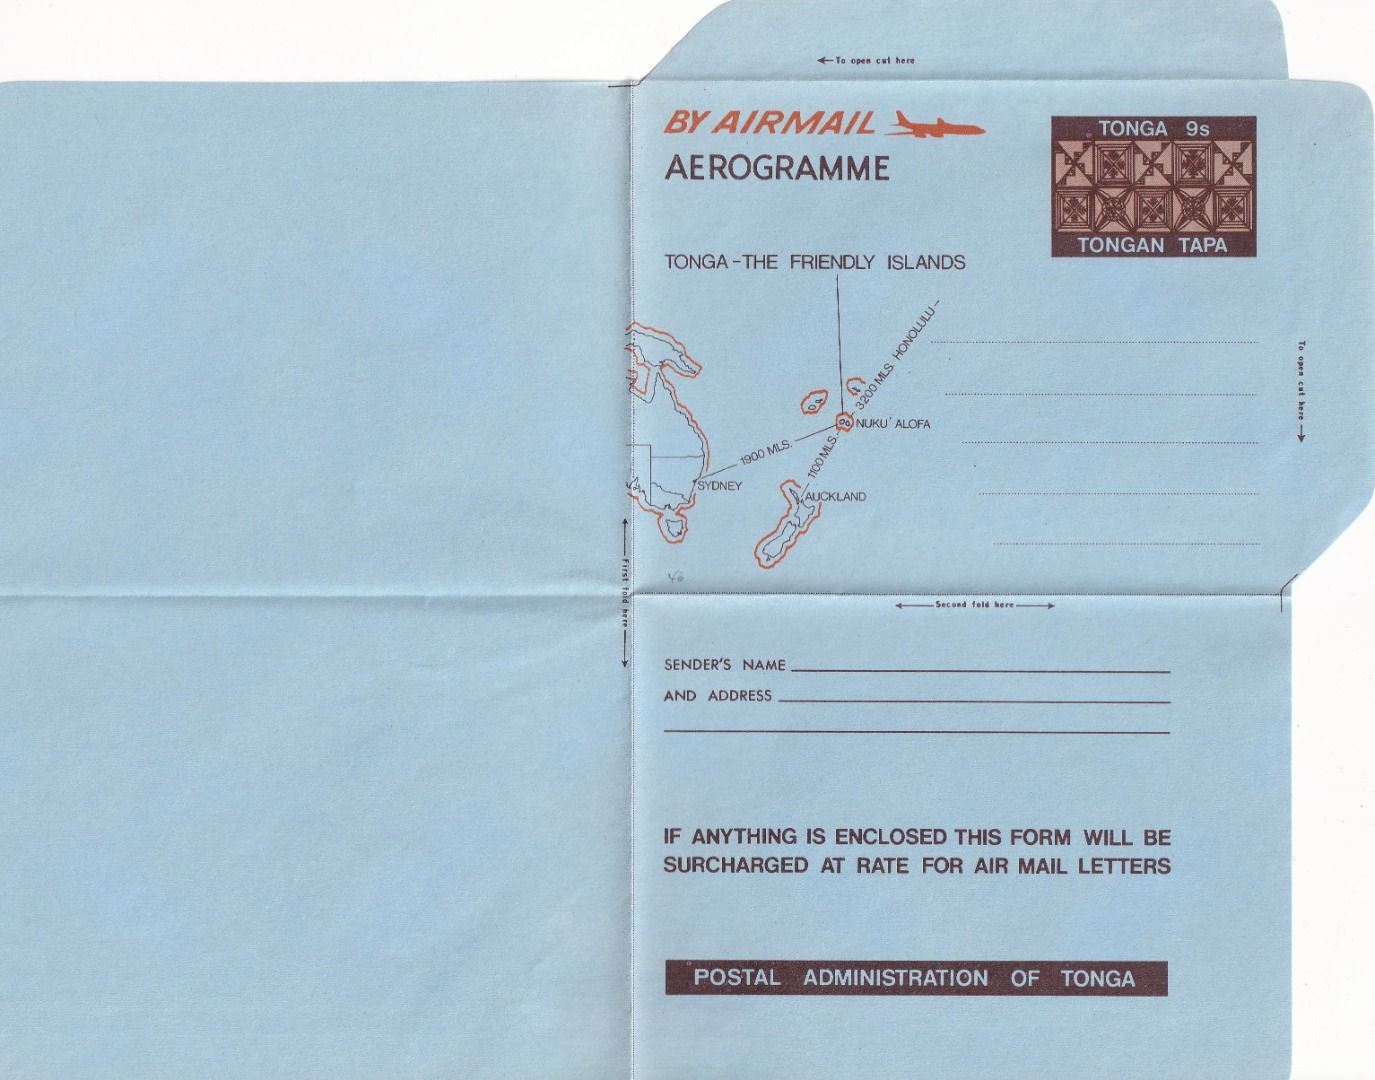 To open cut here
BY AIRMAIL
AEROGRAMME
TONGA 9s
TONGAN TAPA
TONGA - THE FRIENDLY ISLANDS
3200 MLS. HONOLULU -
NUKU' ALOFA
1900 MLS.
1100 MLS.
SYDNEY
AUCKLAND
To open cut here
First fold here
Second fold here
SENDER'S NAME
AND ADDRESS
IF ANYTHING IS ENCLOSED THIS FORM WILL BE
SURCHARGED AT RATE FOR AIR MAIL LETTERS
POSTAL ADMINISTRATION OF TONGA